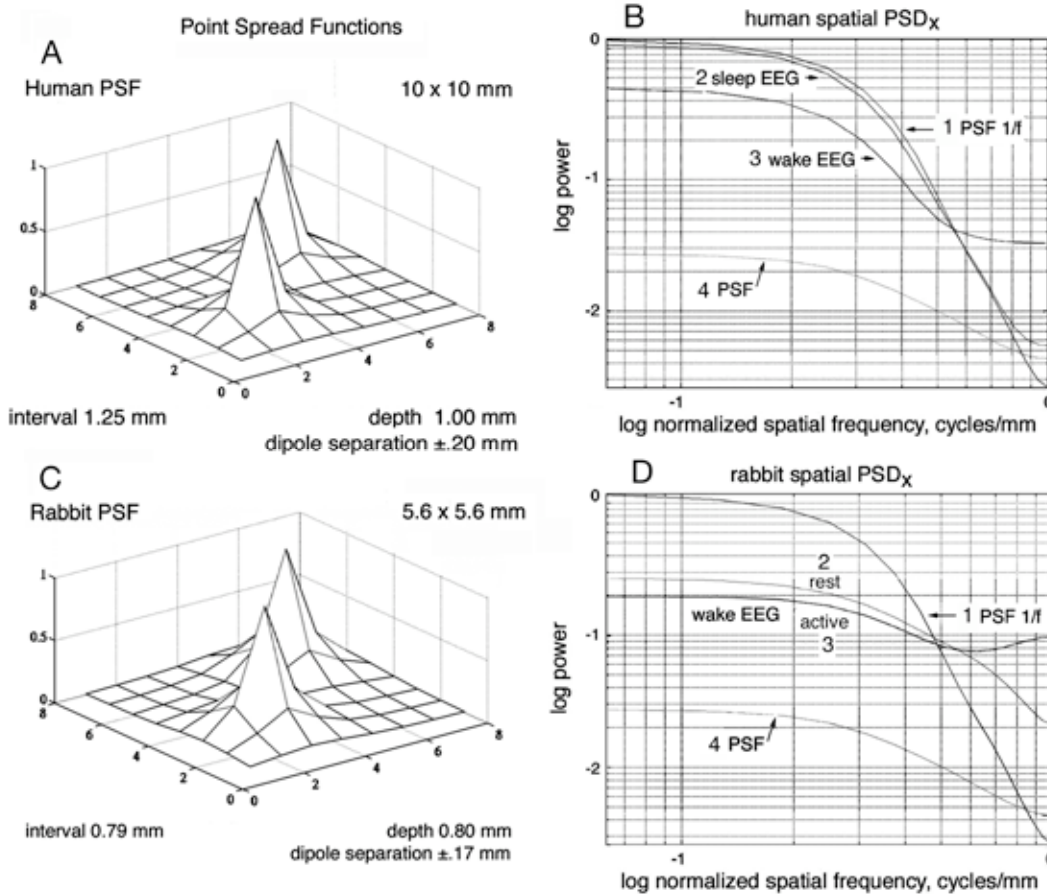 Point Spread Functions
A
Human PSF
10 x 10 mm
1
0.5
0
8
6
4
2
0
0
2
4
6
8
interval 1.25 mm
depth 1.00 mm
dipole separation ±.20 mm
B
human spatial PSDx
0
-1
-2
log power
2 sleep EEG
1 PSF 1/f
3 wake EEG
4 PSF
-1
0
log normalized spatial frequency, cycles/mm
C
Rabbit PSF
5.6 x 5.6 mm
1
0.5
0
8
6
4
2
0
0
2
4
6
8
interval 0.79 mm
depth 0.80 mm
dipole separation ±.17 mm
D
rabbit spatial PSDx
0
-1
-2
log power
2
rest
wake EEG
active
3
1 PSF 1/f
4 PSF
-1
0
log normalized spatial frequency, cycles/mm